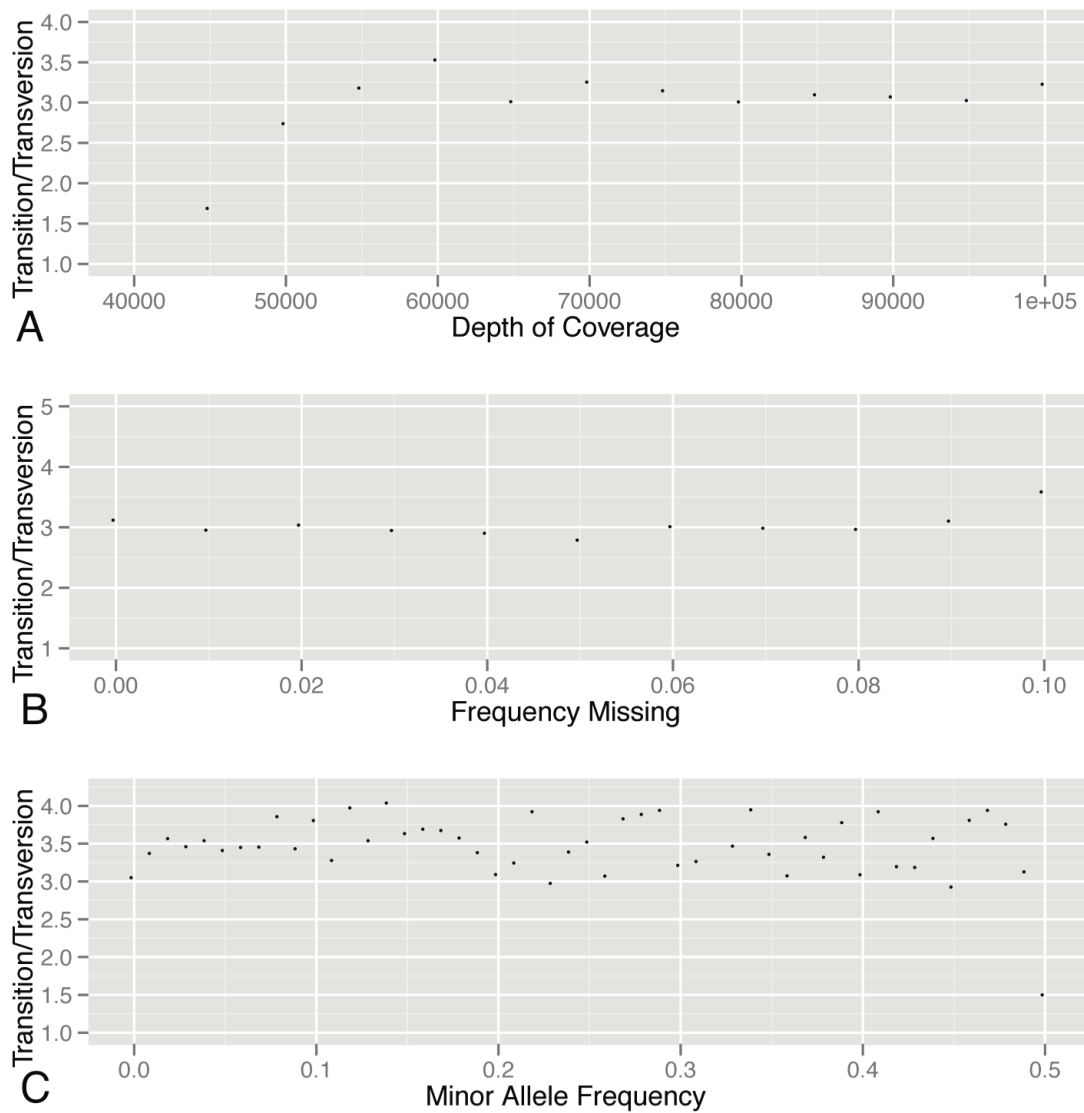 Transition/Transversion
4.0
3.5
3.0
2.5
2.0
1.5
1.0
40000 50000 60000 70000 80000 90000 1e+05
Depth of Coverage
A
Transition/Transversion
5
4
3
2
1
0.00 0.02 0.04 0.06 0.08 0.10
Frequency Missing
B
Transition/Transversion
4.0
3.5
3.0
2.5
2.0
1.5
1.0
0.0 0.1 0.2 0.3 0.4 0.5
Minor Allele Frequency
C